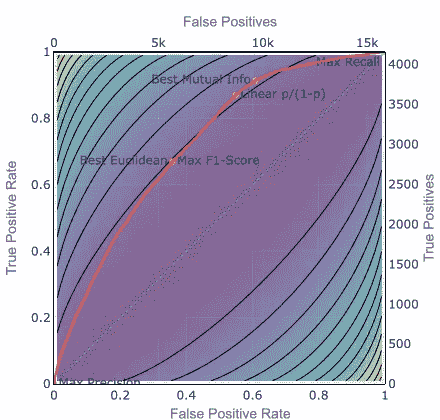 False Positives
0 5k 10k 15k
1 Max Recall 4000
Best Mutual Info
Linear p/(1-p)
3500
0.8
3000
Best Euclidean Max F1-Score
2500
0.6
2000
0.4
1500
1000
0.2
500
0 Max Precision 0
0 0.2 0.4 0.6 0.8 1
False Positive Rate
True Positive Rate
True Positives